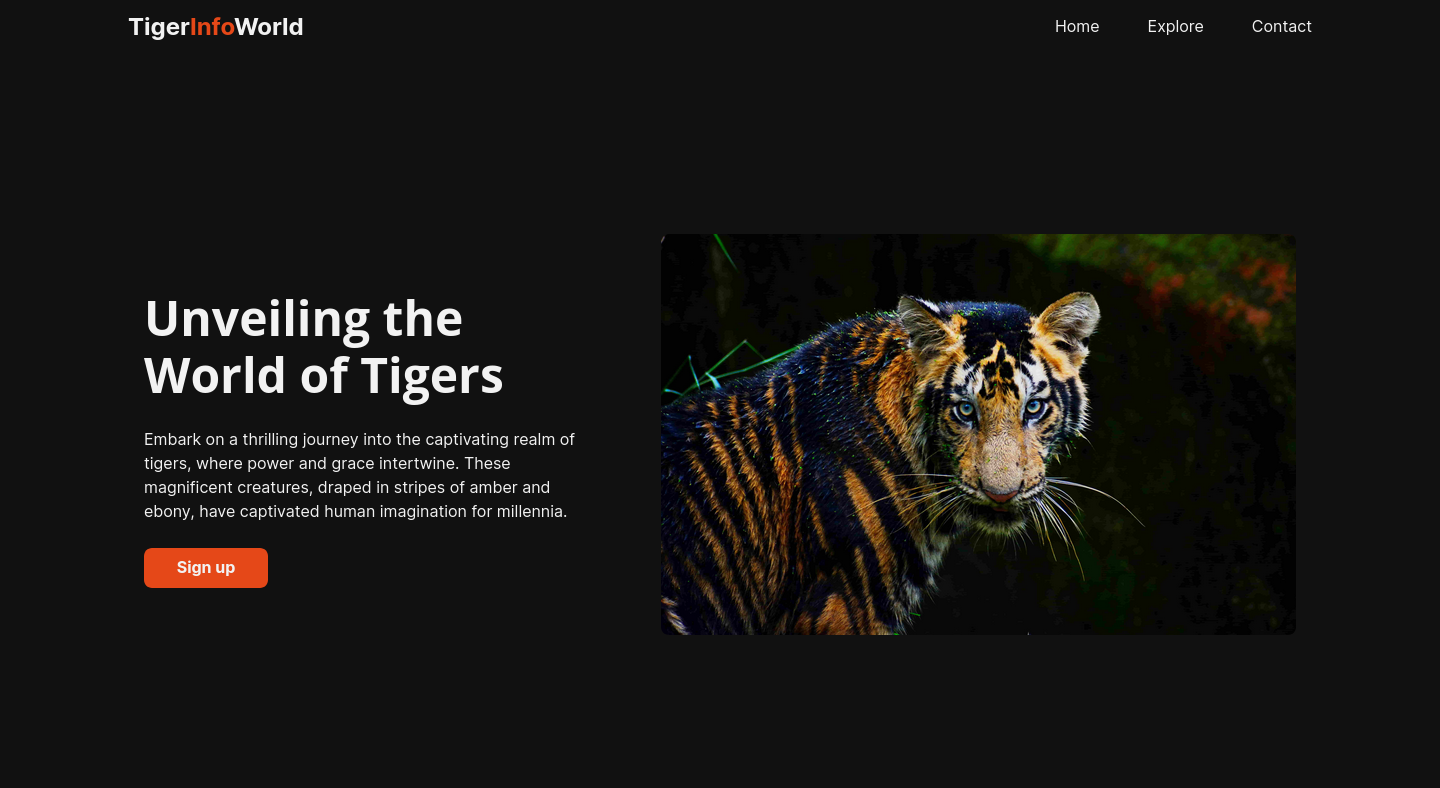 TigerInfoWorld
Home Explore Contact
Unveiling the
World of Tigers
Embark on a thrilling journey into the captivating realm of
tigers, where power and grace intertwine. These
magnificent creatures, draped in stripes of amber and
ebony, have captivated human imagination for millennia.
Sign up